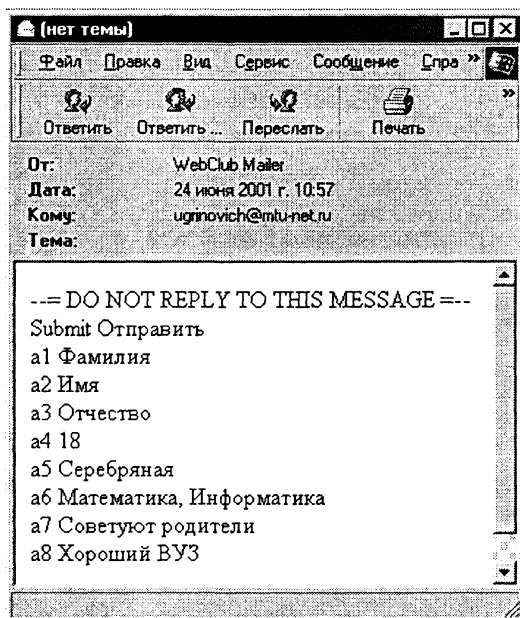 (нет темы)
Файл Правка Вид Сервис Сообщение Спра »
Ответить Ответить ... Переслать Печать »
От: WebClub Mailer
Дата: 24 июня 2001 г. 10:57
Кому: ugrinovich@mtu-net.ru
Тема:
--= DO NOT REPLY TO THIS MESSAGE =--
Submit Отправить
a1 Фамилия
a2 Имя
a3 Отчество
a4 18
a5 Серебряная
a6 Математика, Информатика
a7 Советуют родители
a8 Хороший ВУЗ